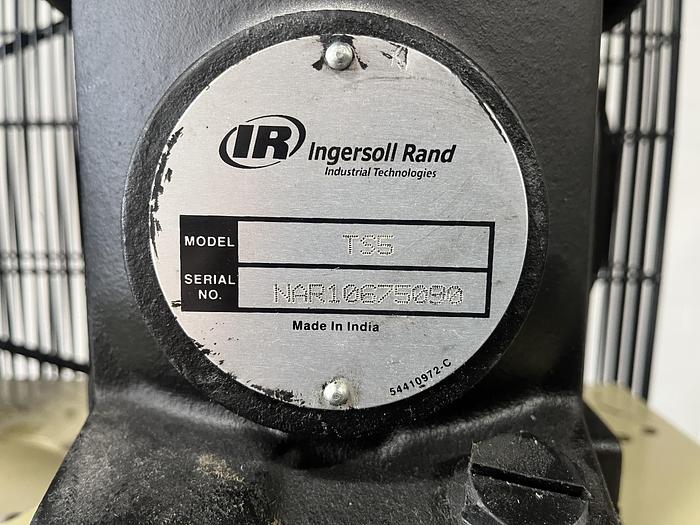 IR Ingersoll Rand
Industrial Technologies
MODEL TS5
SERIAL NO. NAR10675090
Made In India
54410972-C